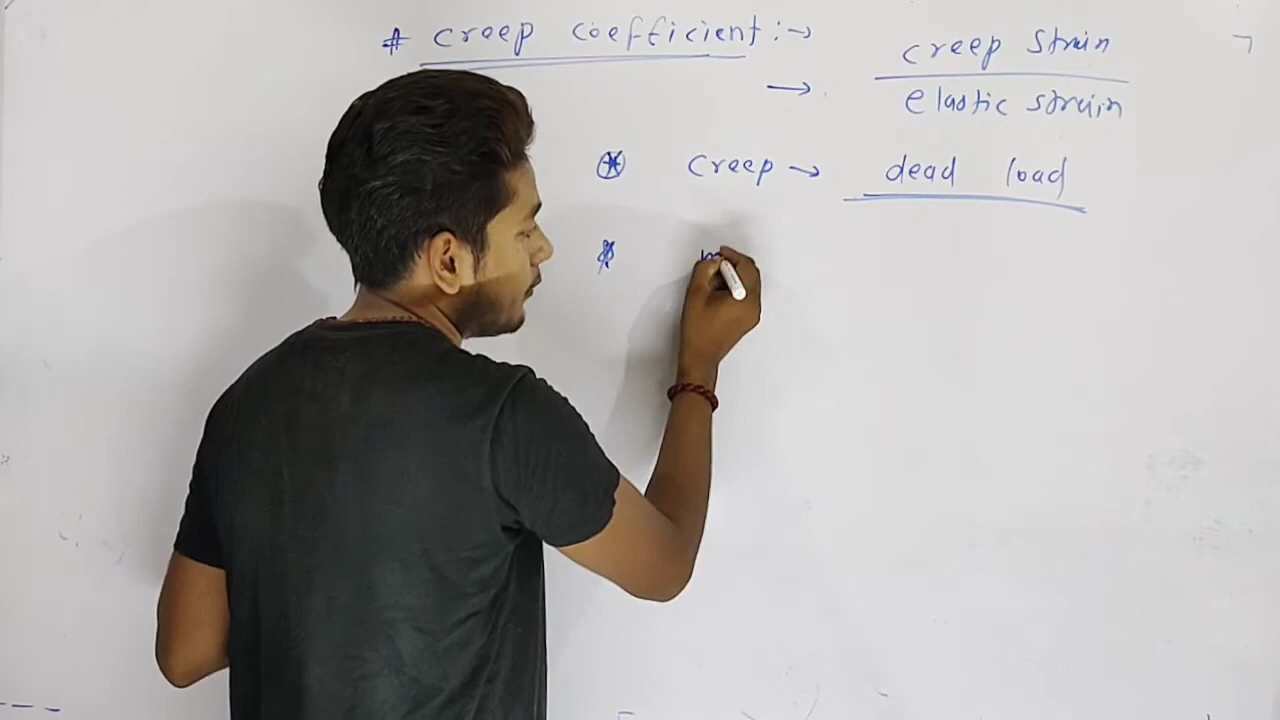 # creep coefficient :→
→ creep strain
elastic strain
creep → dead load